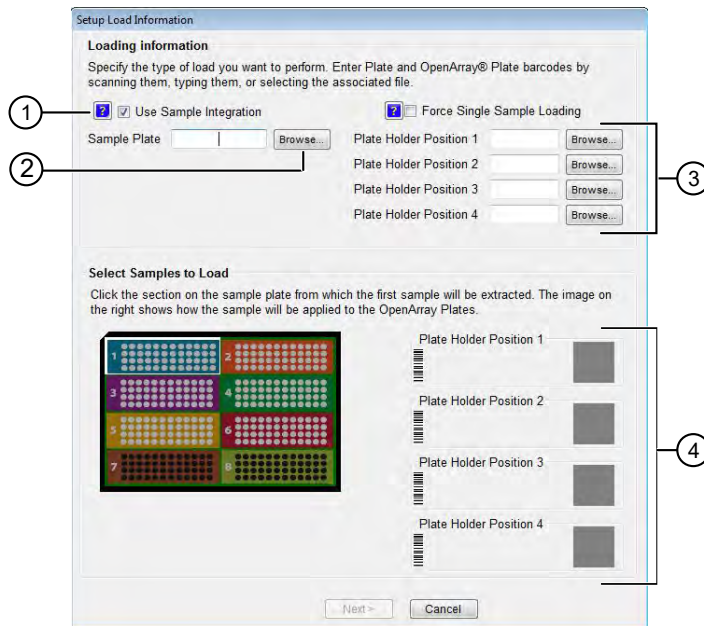 Setup Load Information
Loading information
Specify the type of load you want to perform. Enter Plate and OpenArray® Plate barcodes by
scanning them, typing them, or selecting the associated file.
1
? Use Sample Integration
? Force Single Sample Loading
Sample Plate Browse...
2
Plate Holder Position 1 Browse...
Plate Holder Position 2 Browse...
Plate Holder Position 3 Browse...
Plate Holder Position 4 Browse...
3
Select Samples to Load
Click the section on the sample plate from which the first sample will be extracted. The image on
the right shows how the sample will be applied to the OpenArray Plates.
1 2
3 4
5 6
7 8
Plate Holder Position 1
Plate Holder Position 2
Plate Holder Position 3
Plate Holder Position 4
4
Next > Cancel